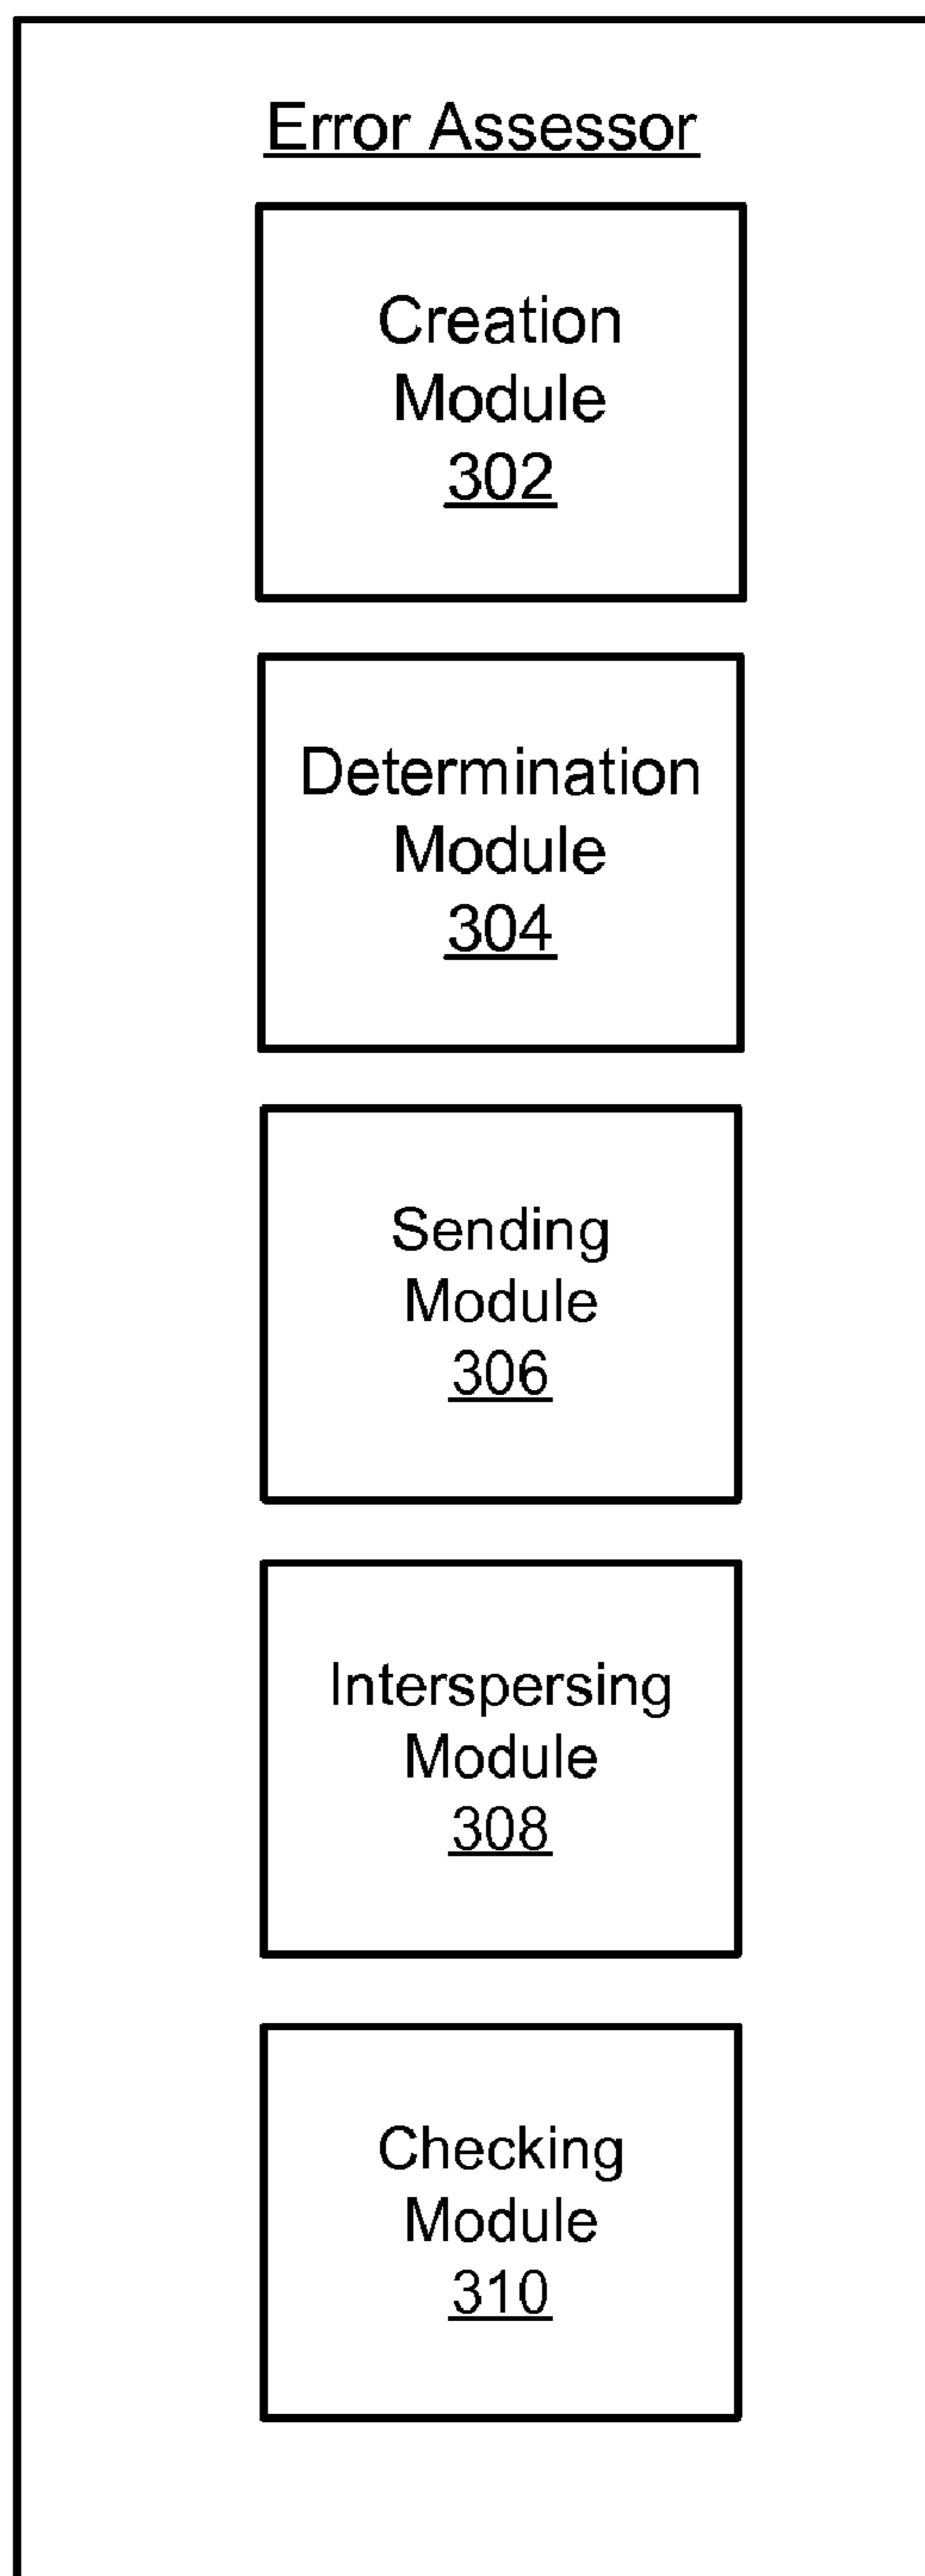 Error Assessor
Creation
Module
302
Determination
Module
304
Sending
Module
306
Interspersing
Module
308
Checking
Module
310